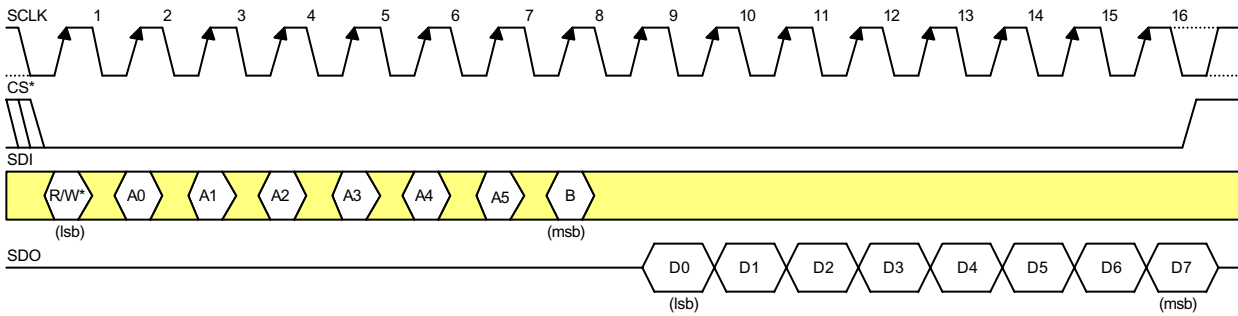 SCLK 1 2 3 4 5 6 7 8 9 10 11 12 13 14 15 16
CS*
SDI
R/W* A0 A1 A2 A3 A4 A5 B
(lsb) (msb)
SDO
D0 D1 D2 D3 D4 D5 D6 D7
(lsb) (msb)